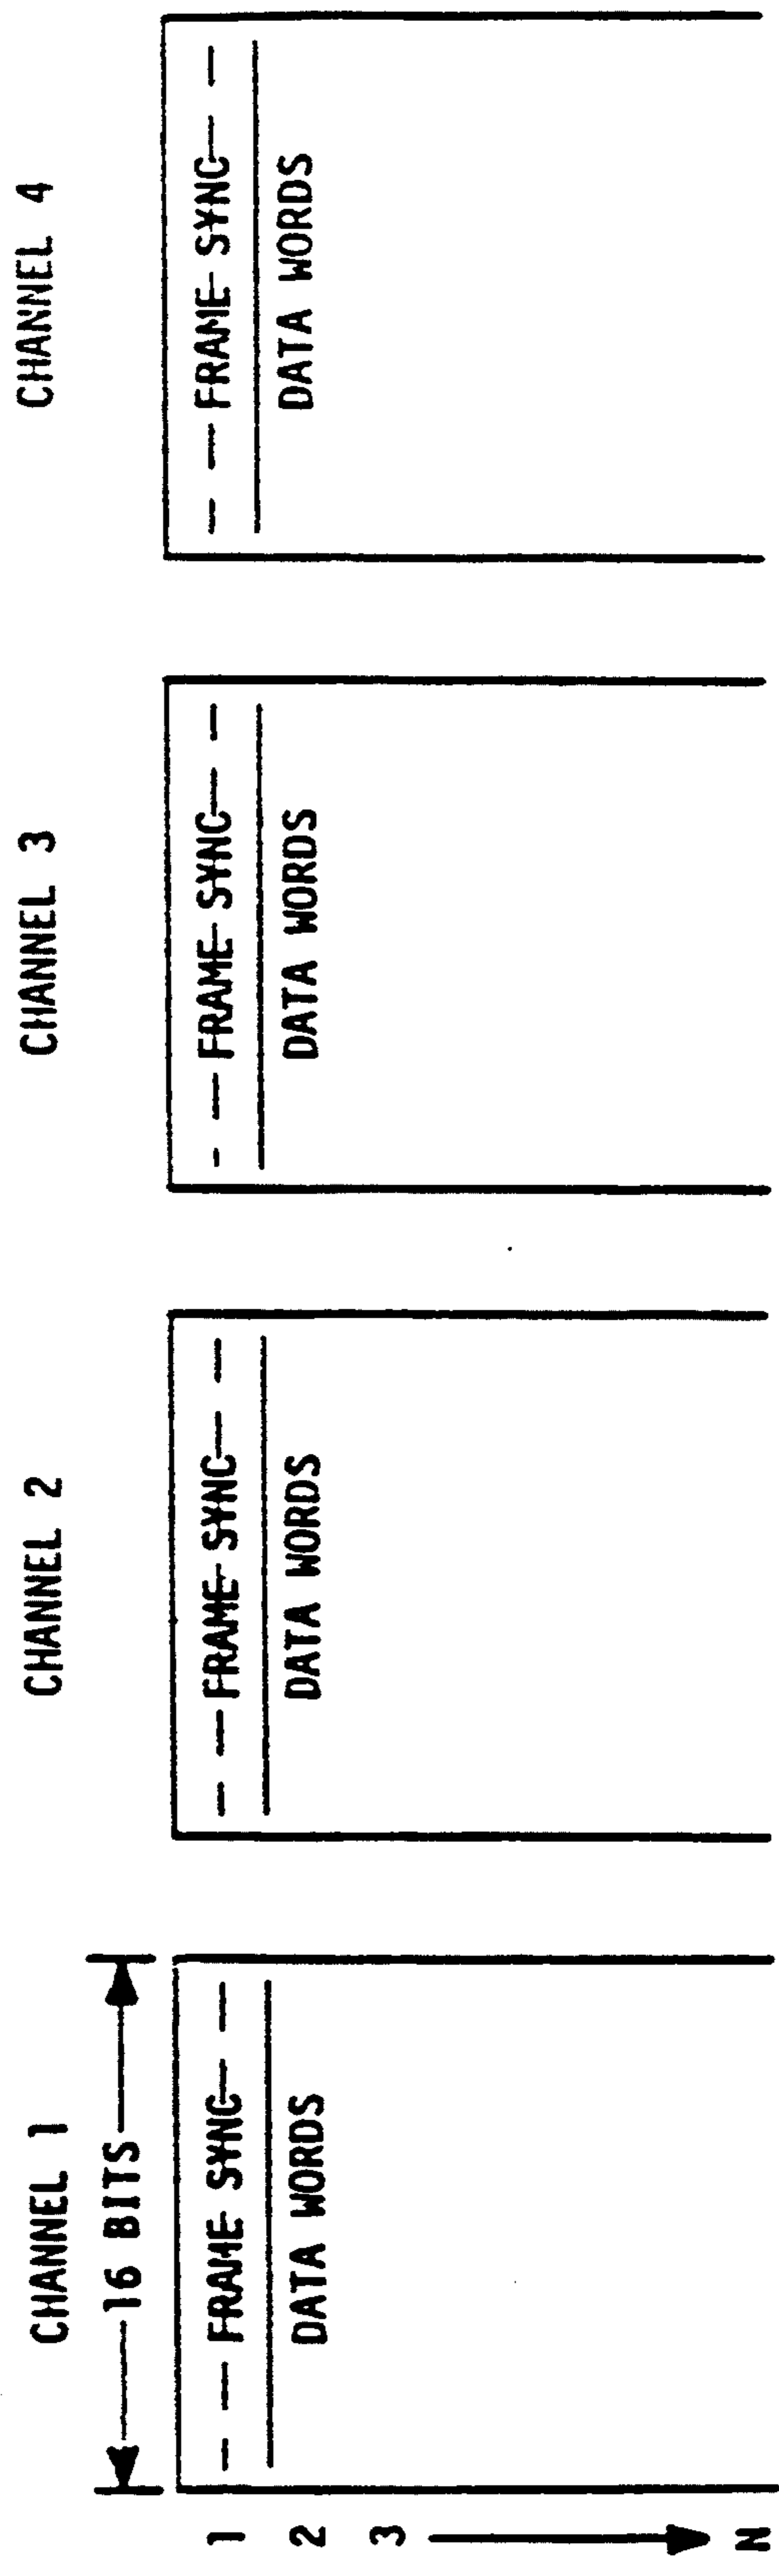 CHANNEL 1 CHANNEL 2 CHANNEL 3 CHANNEL 4
16 BITS
1 FRAME SYNC FRAME SYNC FRAME SYNC FRAME SYNC
2 DATA WORDS DATA WORDS DATA WORDS DATA WORDS
3
N